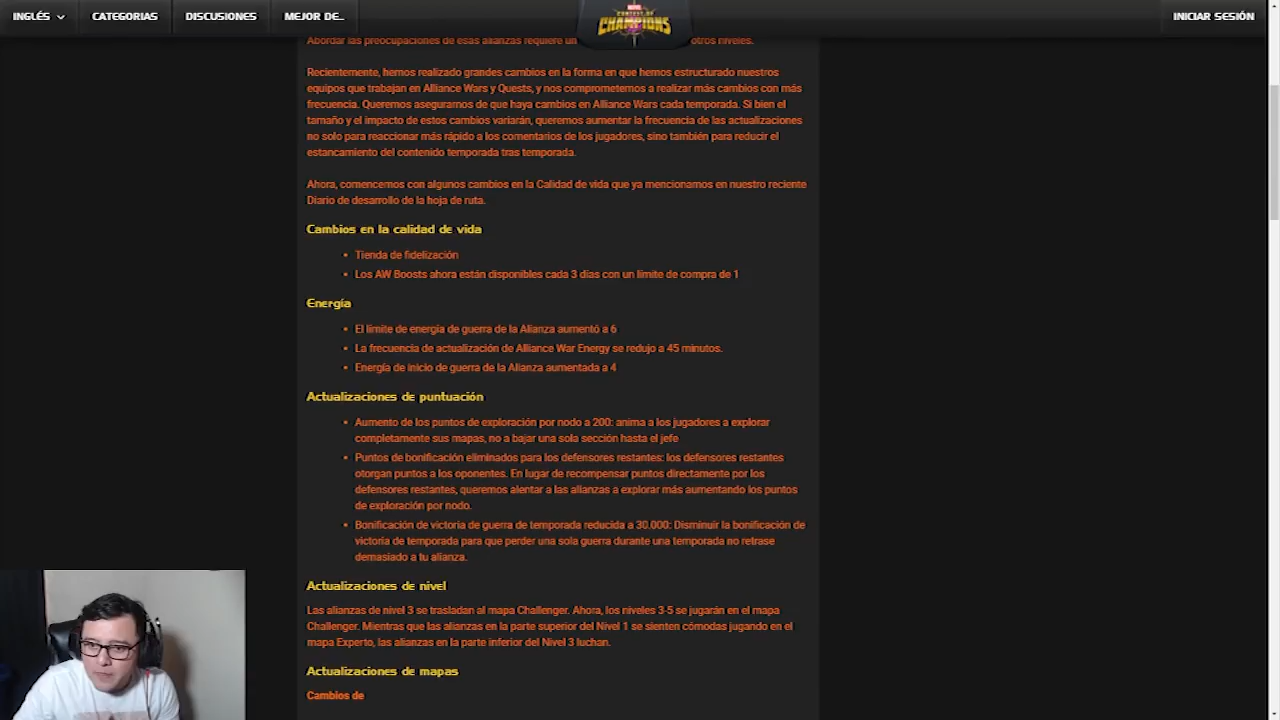 INGLÉS
CATEGORIAS
DISCUSIONES
MEJOR DE...
MARVEL
CONTEST OF
CHAMPIONS
INICIAR SESIÓN
Abordar las preocupaciones de esas alianzas requiere un
otros niveles.
Recientemente, hemos realizado grandes cambios en la forma en que hemos estructurado nuestros
equipos que trabajan en Alliance Wars y Quests, y nos comprometemos a realizar más cambios con más
frecuencia. Queremos asegurarnos de que haya cambios en Alliance Wars cada temporada. Si bien el
tamaño y el impacto de estos cambios variarán, queremos aumentar la frecuencia de las actualizaciones
no solo para reaccionar más rápido a los comentarios de los jugadores, sino también para reducir el
estancamiento del contenido temporada tras temporada.
Ahora, comencemos con algunos cambios en la Calidad de vida que ya mencionamos en nuestro reciente
Diario de desarrollo de la hoja de ruta.
Cambios en la calidad de vida
• Tienda de fidelización
• Los AW Boosts ahora están disponibles cada 3 días con un límite de compra de 1
Energía
• El límite de energía de guerra de la Alianza aumentó a 6
• La frecuencia de actualización de Alliance War Energy se redujo a 45 minutos.
• Energía de inicio de guerra de la Alianza aumentada a 4
Actualizaciones de puntuación
• Aumento de los puntos de exploración por nodo a 200: anima a los jugadores a explorar
completamente sus mapas, no a bajar una sola sección hasta el jefe
• Puntos de bonificación eliminados para los defensores restantes: los defensores restantes
otorgan puntos a los oponentes. En lugar de recompensar puntos directamente por los
defensores restantes, queremos alentar a las alianzas a explorar más aumentando los puntos
de exploración por nodo.
• Bonificación de victoria de guerra de temporada reducida a 30.000: Disminuir la bonificación de
victoria de temporada para que perder una sola guerra durante una temporada no retrase
demasiado a tu alianza.
Actualizaciones de nivel
Las alianzas de nivel 3 se trasladan al mapa Challenger. Ahora, los niveles 3-5 se jugarán en el mapa
Challenger. Mientras que las alianzas en la parte superior del Nivel 1 se sienten cómodas jugando en el
mapa Experto, las alianzas en la parte inferior del Nivel 3 luchan.
Actualizaciones de mapas
Cambios de